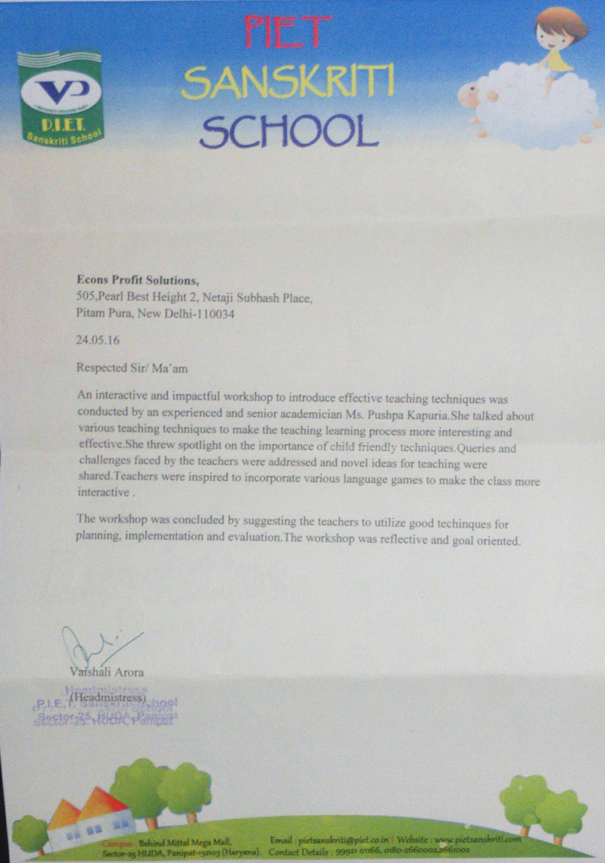 PIET
SANSKRITI
SCHOOL
VP
P.I.E.T.
Sanskriti School
Econs Profit Solutions,
505,Pearl Best Height 2, Netaji Subhash Place,
Pitam Pura, New Delhi-110034
24.05.16
Respected Sir/ Ma'am
An interactive and impactful workshop to introduce effective teaching techniques was
conducted by an experienced and senior academician Ms. Pushpa Kapuria.She talked about
various teaching techniques to make the teaching learning process more interesting and
effective.She threw spotlight on the importance of child friendly techniques.Queries and
challenges faced by the teachers were addressed and novel ideas for teaching were
shared.Teachers were inspired to incorporate various language games to make the class more
interactive .
The workshop was concluded by suggesting the teachers to utilize good techinques for
planning, implementation and evaluation.The workshop was reflective and goal oriented.
Vaishali Arora
Headmistress
(Headmistress)
P.I.E.T. Sanskriti School
Sector-25, HUDA, Panipat
Campus : Behind Mittal Mega Mall, Email : pietsanskriti@piet.co.in | Website : www.pietsanskriti.com
Sector-25 HUDA, Panipat-132103 (Haryana). Contact Details : 99921 01166, 0180-2660002,2661002